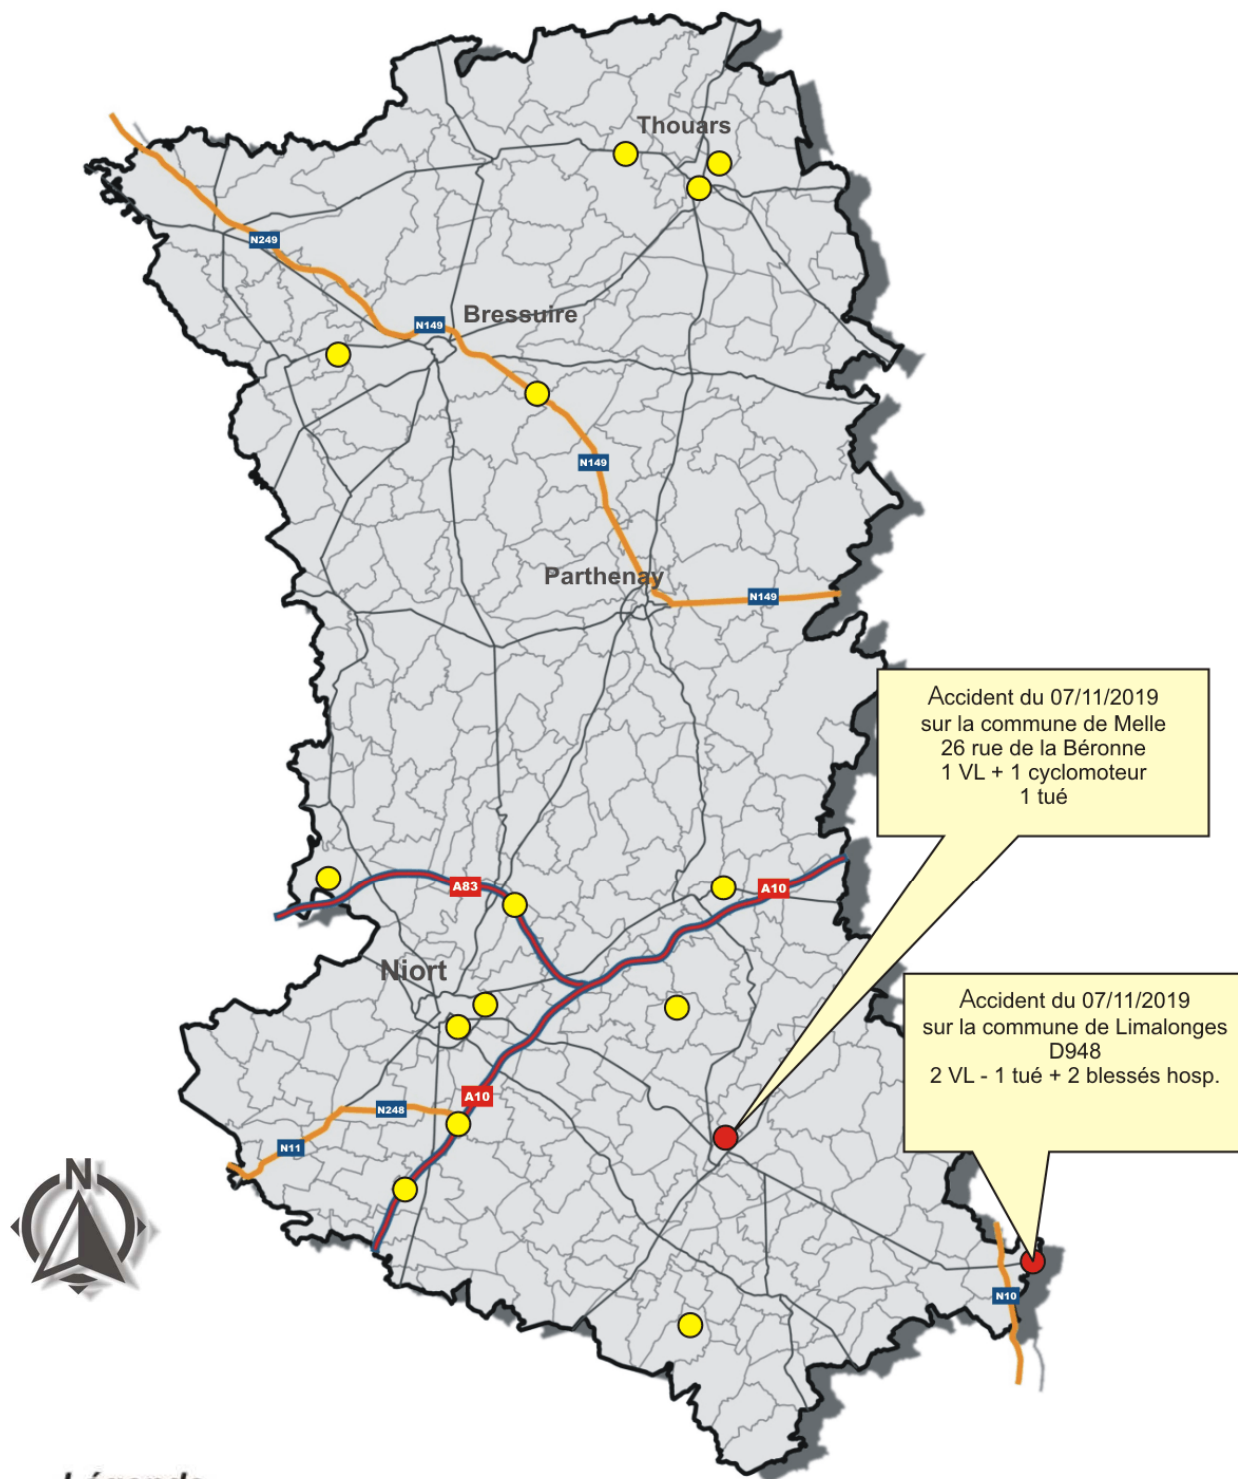 Thouars
N249
N149
Bressuire
N149
Parthenay
N149
Accident du 07/11/2019
sur la commune de Melle
26 rue de la Béronne
1 VL + 1 cyclomoteur
1 tué
A83
A10
Niort
Accident du 07/11/2019
sur la commune de Limalonges
D948
2 VL - 1 tué + 2 blessés hosp.
A10
N248
N11
N
N10
Légende